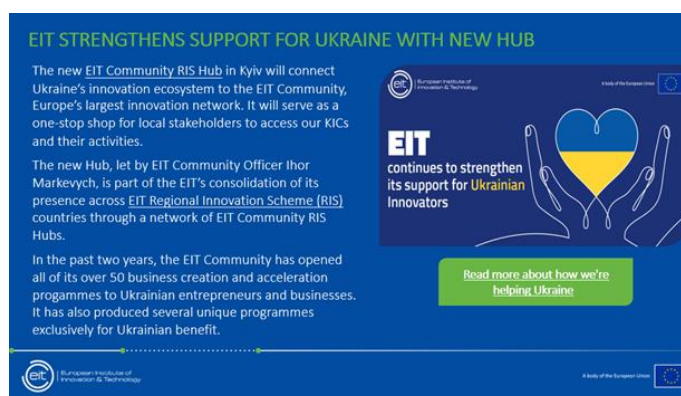 EIT STRENGTHENS SUPPORT FOR UKRAINE WITH NEW HUB
The new EIT Community RIS Hub in Kyiv will connect
Ukraine's innovation ecosystem to the EIT Community,
Europe's largest innovation network. It will serve as a
one-stop shop for local stakeholders to access our KICs
and their activities.
The new Hub, let by EIT Community Officer Ihor
Markevych, is part of the EIT's consolidation of its
presence across EIT Regional Innovation Scheme (RIS)
countries through a network of EIT Community RIS
Hubs.
In the past two years, the EIT Community has opened
all of its over 50 business creation and acceleration
progammes to Ukrainian entrepreneurs and businesses.
It has also produced several unique programmes
exclusively for Ukrainian benefit.
eit
European Institute of
Innovation & Technology
A body of the European Union
EIT
continues to strengthen
its support for Ukrainian
Innovators
Read more about how we're
helping Ukraine
eit
European Institute of
Innovation & Technology
A body of the European Union